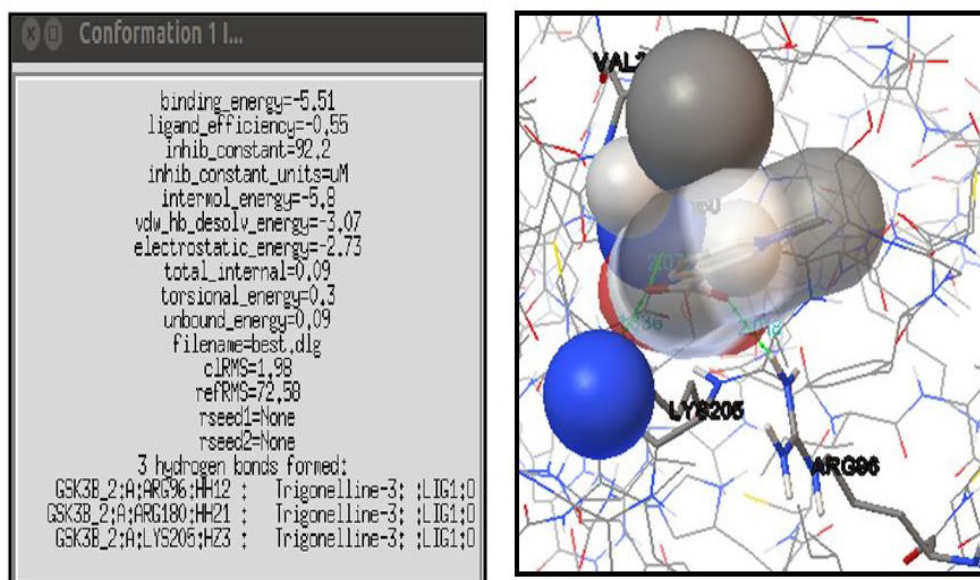 Conformation 1 I...
binding_energy=-5.51
ligand_efficiency=-0.55
inhib_constant=92.2
inhib_constant_units=uM
intermol_energy=-5.8
vdw_hb_desolv_energy=-3.07
electrostatic_energy=-2.73
total_internal=0.09
torsional_energy=0.3
unbound_energy=0.09
filename=best.dlg
clRMS=1.98
refRMS=72.58
rseed1=None
rseed2=None
3 hydrogen bonds formed:
GSK3B_2:A:ARG96:HH12 : Trigonelline-3: :LIG1:O
GSK3B_2:A:ARG180:HH21 : Trigonelline-3: :LIG1:O
GSK3B_2:A:LYS205:HZ3 : Trigonelline-3: :LIG1:O
LYS205
ARG96